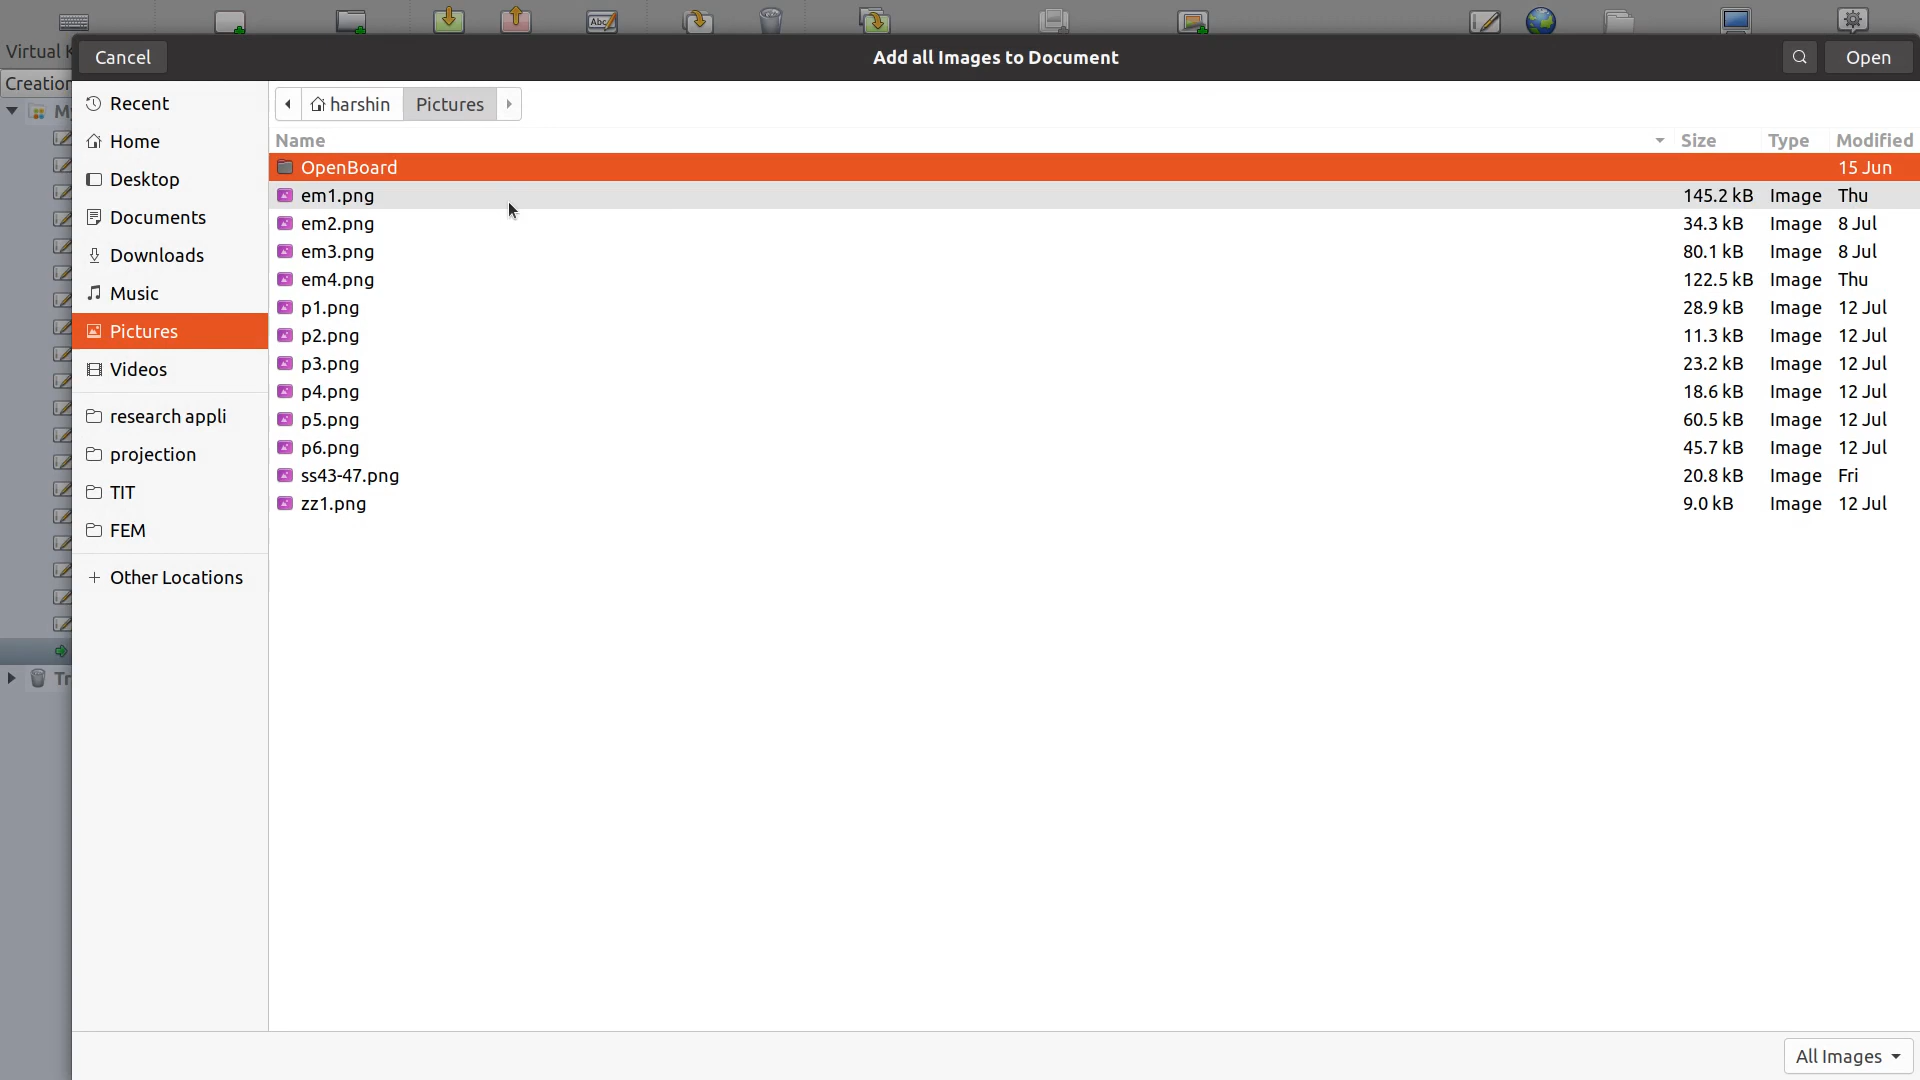 Cancel
Add all Images to Document
Open
Virtual K
Creation
My
Tr
Recent
Home
Desktop
Documents
Downloads
Music
Pictures
Videos
research appli
projection
TIT
FEM
Other Locations
harshin Pictures
Name Size Type Modified
OpenBoard 15 Jun
em1.png 145.2 kB Image Thu
em2.png 34.3 kB Image 8 Jul
em3.png 80.1 kB Image 8 Jul
em4.png 122.5 kB Image Thu
p1.png 28.9 kB Image 12 Jul
p2.png 11.3 kB Image 12 Jul
p3.png 23.2 kB Image 12 Jul
p4.png 18.6 kB Image 12 Jul
p5.png 60.5 kB Image 12 Jul
p6.png 45.7 kB Image 12 Jul
ss43-47.png 20.8 kB Image Fri
zz1.png 9.0 kB Image 12 Jul
All Images